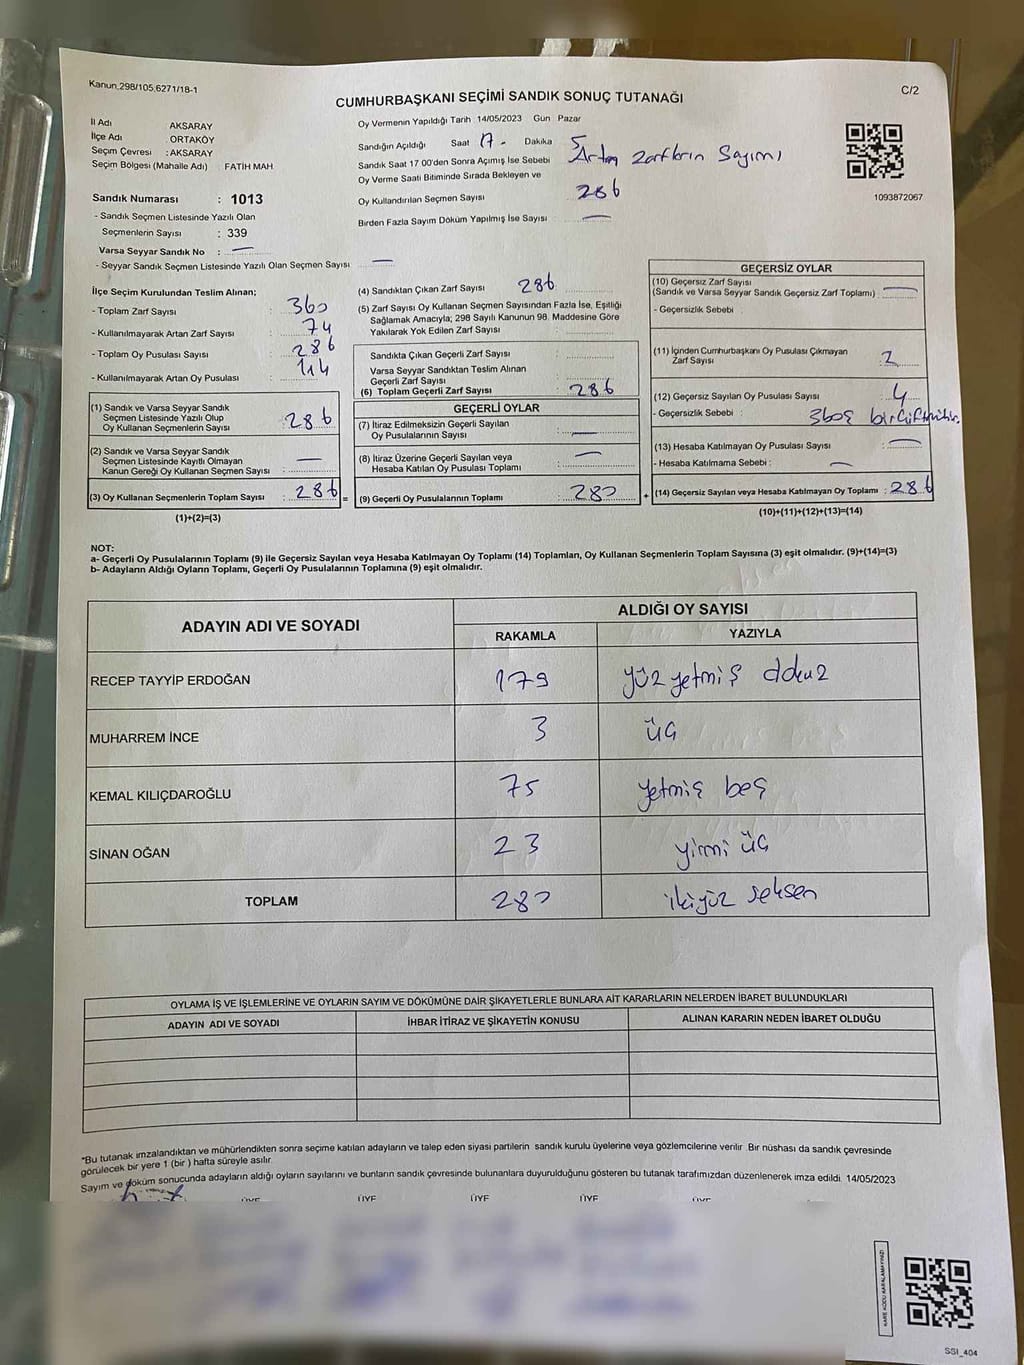 Kanun,298/105,6271/18-1
C/2
CUMHURBAŞKANI SEÇİMİ SANDIK SONUÇ TUTANAĞI
İl Adı AKSARAY
İlçe Adı ORTAKÖY
Seçim Çevresi : AKSARAY
Seçim Bölgesi (Mahalle Adı) : FATİH MAH
Oy Vermenin Yapıldığı Tarih 14/05/2023 Gün Pazar
Sandığın Açıldığı Saat 17 - Dakika
Sandık Saat 17 00'den Sonra Açımış İse Sebebi Artan Zarfların Sayımı
Oy Verme Saati Bitiminde Sırada Bekleyen ve
Oy Kullandırılan Seçmen Sayısı 286
Birden Fazla Sayım Döküm Yapılmış İse Sayısı —
1093872067
Sandık Numarası : 1013
- Sandık Seçmen Listesinde Yazılı Olan
Seçmenlerin Sayısı : 339
Varsa Seyyar Sandık No : —
- Seyyar Sandık Seçmen Listesinde Yazılı Olan Seçmen Sayısı —
İlçe Seçim Kurulundan Teslim Alınan;
- Toplam Zarf Sayısı : 360
- Kullanılmayarak Artan Zarf Sayısı : 74
- Toplam Oy Pusulası Sayısı : 286
- Kullanılmayarak Artan Oy Pusulası : 114
(1) Sandık ve Varsa Seyyar Sandık
Seçmen Listesinde Yazılı Olup
Oy Kullanan Seçmenlerin Sayısı : 286
(2) Sandık ve Varsa Seyyar Sandık
Seçmen Listesinde Kayıtlı Olmayan
Kanun Gereği Oy Kullanan Seçmen Sayısı : —
(3) Oy Kullanan Seçmenlerin Toplam Sayısı : 286 =
(1)+(2)=(3)
(4) Sandıktan Çıkan Zarf Sayısı : 286
(5) Zarf Sayısı Oy Kullanan Seçmen Sayısından Fazla İse, Eşitliği
Sağlamak Amacıyla; 298 Sayılı Kanunun 98. Maddesine Göre
Yakılarak Yok Edilen Zarf Sayısı :
Sandıkta Çıkan Geçerli Zarf Sayısı :
Varsa Seyyar Sandıktan Teslim Alınan
Geçerli Zarf Sayısı :
(6) Toplam Geçerli Zarf Sayısı : 286
GEÇERLİ OYLAR
(7) İtiraz Edilmeksizin Geçerli Sayılan
Oy Pusulalarının Sayısı : —
(8) İtiraz Üzerine Geçerli Sayılan veya
Hesaba Katılan Oy Pusulası Toplamı : —
(9) Geçerli Oy Pusulalarının Toplamı : 280 +
GEÇERSİZ OYLAR
(10) Geçersiz Zarf Sayısı
(Sandık ve Varsa Seyyar Sandık Geçersiz Zarf Toplamı) : —
- Geçersizlik Sebebi
(11) İçinden Cumhurbaşkanı Oy Pusulası Çıkmayan
Zarf Sayısı : 2
(12) Geçersiz Sayılan Oy Pusulası Sayısı : 4
- Geçersizlik Sebebi : 3 boş bir
(13) Hesaba Katılmayan Oy Pusulası Sayısı : —
- Hesaba Katılmama Sebebi : —
(14) Geçersiz Sayılan veya Hesaba Katılmayan Oy Toplamı : 286
(10)+(11)+(12)+(13)=(14)
NOT:
a- Geçerli Oy Pusulalarının Toplamı (9) ile Geçersiz Sayılan veya Hesaba Katılmayan Oy Toplamı (14) Toplamları, Oy Kullanan Seçmenlerin Toplam Sayısına (3) eşit olmalıdır. (9)+(14)=(3)
b- Adayların Aldığı Oyların Toplamı, Geçerli Oy Pusulalarının Toplamına (9) eşit olmalıdır.
ADAYIN ADI VE SOYADI ALDIĞI OY SAYISI
RAKAMLA YAZIYLA
RECEP TAYYİP ERDOĞAN 179 yüz yetmiş dokuz
MUHARREM İNCE 3 üç
KEMAL KILIÇDAROĞLU 75 yetmiş beş
SİNAN OĞAN 23 yirmi üç
TOPLAM 280 ikiyüz seksen
OYLAMA İŞ VE İŞLEMLERİNE VE OYLARIN SAYIM VE DÖKÜMÜNE DAİR ŞİKAYETLERLE BUNLARA AİT KARARLARIN NELERDEN İBARET BULUNDUKLARI
ADAYIN ADI VE SOYADI İHBAR İTİRAZ VE ŞİKAYETİN KONUSU ALINAN KARARIN NEDEN İBARET OLDUĞU
*Bu tutanak imzalandıktan ve mühürlendikten sonra seçime katılan adayların ve talep eden siyası partilerin sandık kurulu üyelerine veya gözlemcilerine verilir Bir nüshası da sandık çevresinde
görülecek bir yere 1 (bir ) hafta süreyle asılır.
Sayım ve döküm sonucunda adayların aldığı oyların sayılarını ve bunların sandık çevresinde bulunanlara duyurulduğunu gösteren bu tutanak tarafımızdan düzenlenerek imza edildi. 14/05/2023
ÜYE ÜYE ÜYE ÜYE ÜYE
KARE KODU KARALAMAYINIZ!
SSI_404